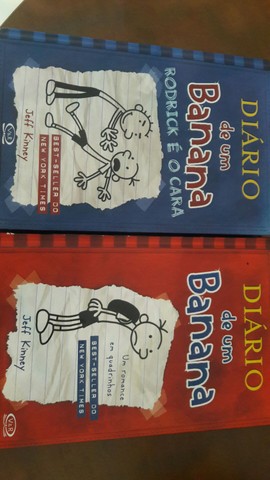 DIÁRIO
de um
Banana
RODRICK É O CARA
BEST-SELLER DO
NEW YORK TIMES
Jeff Kinney
V&R
DIÁRIO
de um
Banana
Um romance
em quadrinhos
BEST-SELLER DO
NEW YORK TIMES
Jeff Kinney
V&R